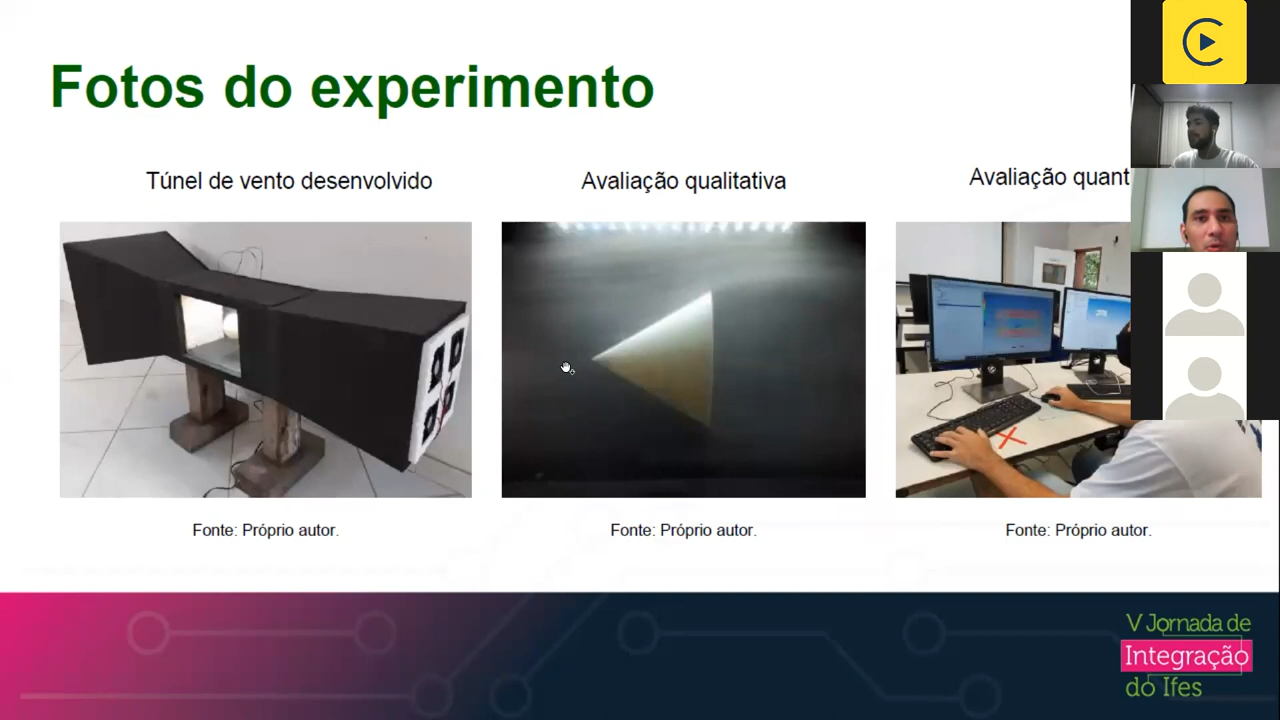 Fotos do experimento
Túnel de vento desenvolvido
Avaliação qualitativa
Avaliação quant
Fonte: Próprio autor.
Fonte: Próprio autor.
Fonte: Próprio autor.
V Jornada de
Integração
do Ifes